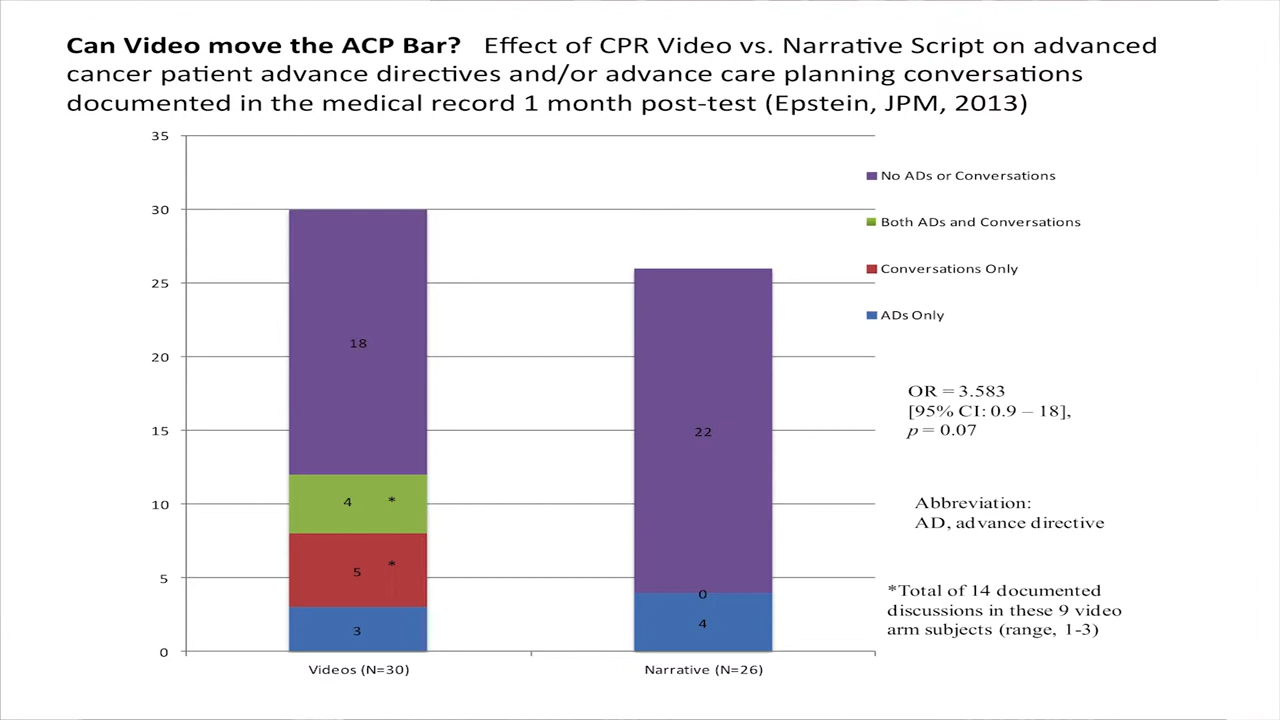 Can Video move the ACP Bar? Effect of CPR Video vs. Narrative Script on advanced
cancer patient advance directives and/or advance care planning conversations
documented in the medical record 1 month post-test (Epstein, JPM, 2013)
35
30
25
20
15
10
5
0
18
4 *
5 *
3
22
0
4
Videos (N=30)
Narrative (N=26)
No ADs or Conversations
Both ADs and Conversations
Conversations Only
ADs Only
OR = 3.583
[95% CI: 0.9 – 18],
p = 0.07
Abbreviation:
AD, advance directive
*Total of 14 documented
discussions in these 9 video
arm subjects (range, 1-3)